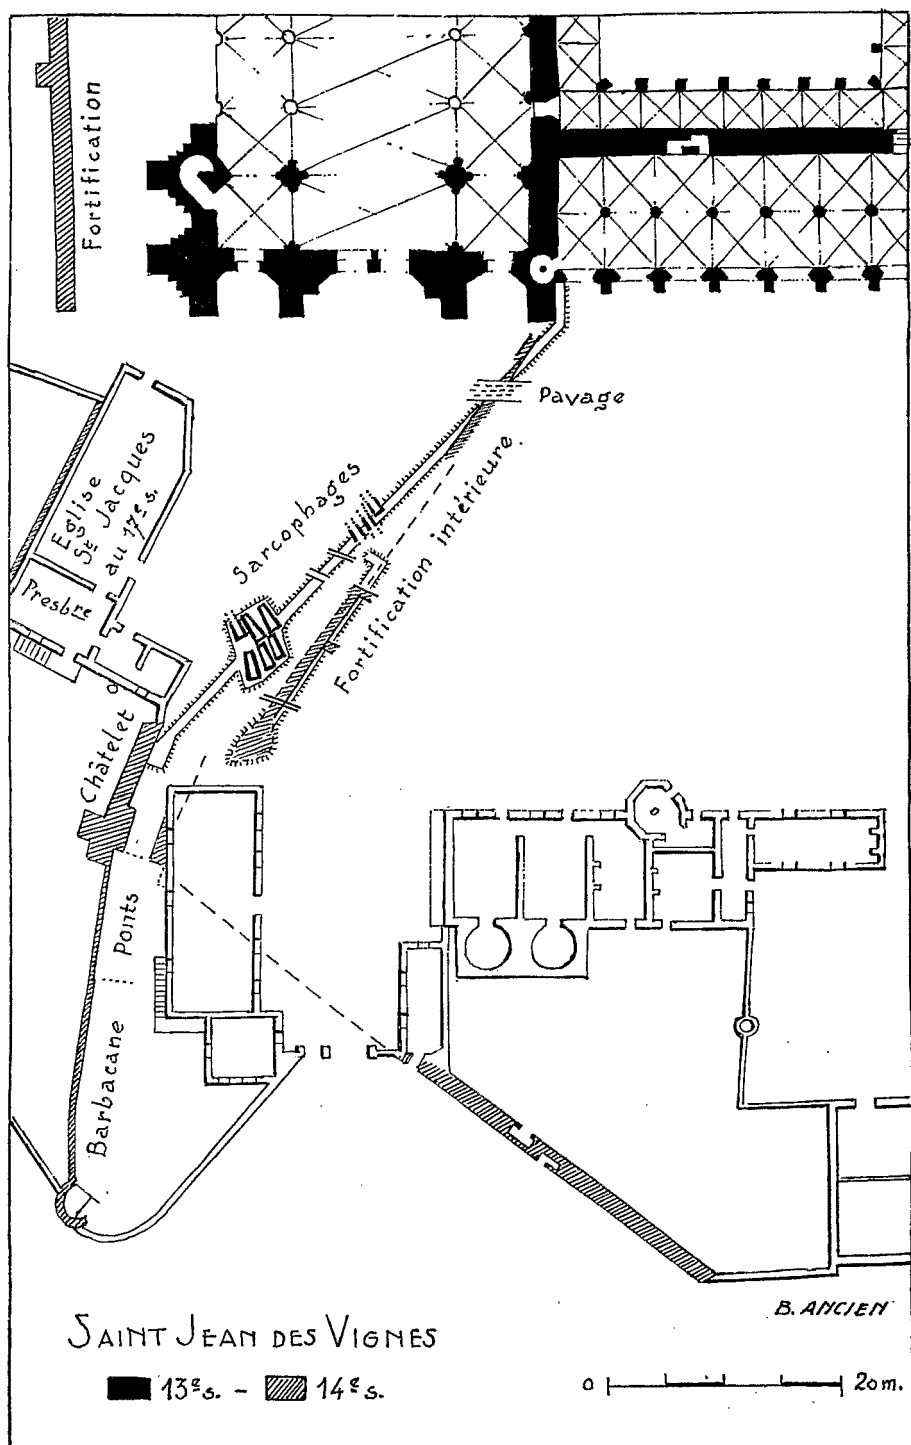 Fortification
Pavage
Sarcophages
Fortification intérieure.
Eglise
St Jacques
au 17e s.
Presbre
Châtelet
Ponts
Barbacane
B. ANCIEN
SAINT JEAN DES VIGNES
13e s. - 14e s.
0 20m.